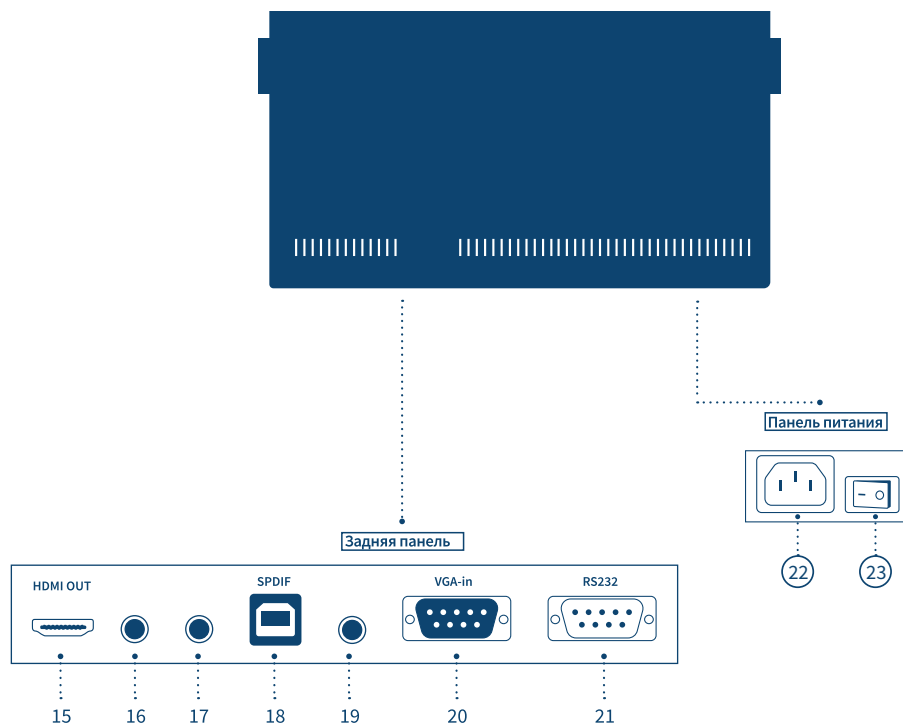 Панель питания
22 23
Задняя панель
HDMI OUT SPDIF VGA-in RS232
15 16 17 18 19 20 21